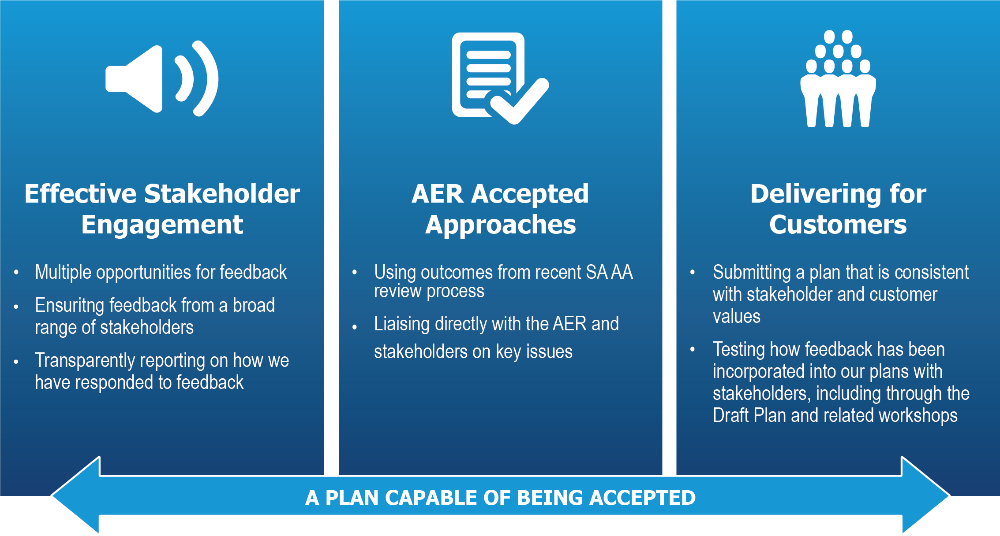 Effective Stakeholder
Engagement
• Multiple opportunities for feedback
• Ensuritng feedback from a broad
range of stakeholders
• Transparently reporting on how we
have responded to feedback
AER Accepted
Approaches
• Using outcomes from recent SA AA
review process
• Liaising directly with the AER and
stakeholders on key issues
Delivering for
Customers
• Submitting a plan that is consistent
with stakeholder and customer
values
• Testing how feedback has been
incorporated into our plans with
stakeholders, including through the
Draft Plan and related workshops
A PLAN CAPABLE OF BEING ACCEPTED